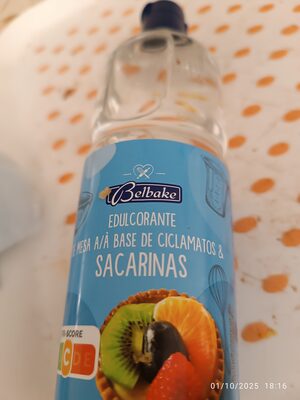 Belbake
EDULCORANTE
MESA A/À BASE DE CICLAMATOS &
SACARINAS
-SCORE
C D E
01/10/2025 18:16